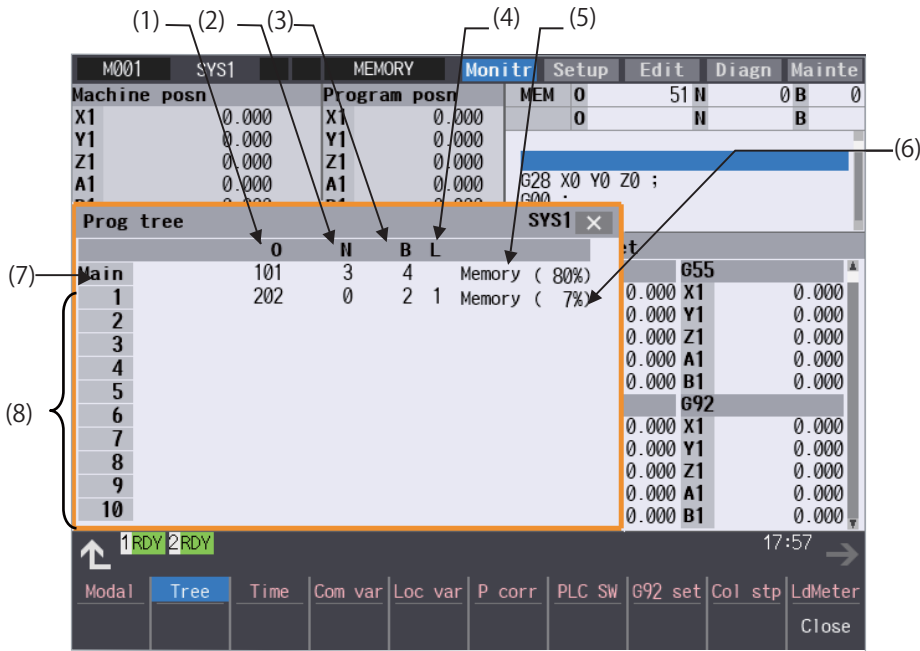 (1) (2) (3) (4) (5)
M001 SYS1 MEMORY Monitr Setup Edit Diagn Mainte
Machine posn Program posn MEM O 51 N 0 B 0
X1 0.000 X1 0.000 O N B
Y1 0.000 Y1 0.000
Z1 0.000 Z1 0.000
A1 0.000 A1 0.000 G28 X0 Y0 Z0 ;
G00 ;
(6)
Prog tree SYS1 ×
O N B L
(7) Main 101 3 4 Memory ( 80%) G55
1 202 0 2 1 Memory ( 7%) 0.000 X1 0.000
2 0.000 Y1 0.000
3 0.000 Z1 0.000
4 0.000 A1 0.000
5 0.000 B1 0.000
(8) 6 G92
7 0.000 X1 0.000
8 0.000 Y1 0.000
9 0.000 Z1 0.000
10 0.000 A1 0.000
0.000 B1 0.000
1 RDY 2 RDY 17:57
Modal Tree Time Com var Loc var P corr PLC SW G92 set Col stp LdMeter
Close